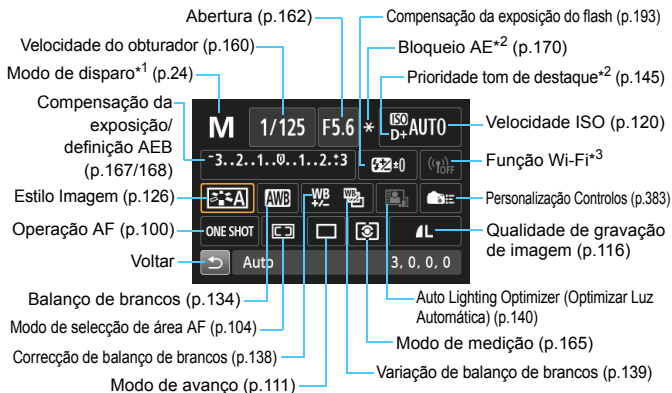 Abertura (p.162)
Compensação da exposição do flash (p.193)
Velocidade do obturador (p.160)
Bloqueio AE*2 (p.170)
Modo de disparo*1 (p.24)
Prioridade tom de destaque*2 (p.145)
Compensação da
exposição/
definição AEB
(p.167/168)
M 1/125 F5.6 * ISO D+ AUTO
Velocidade ISO (p.120)
-3..2..1..0..1..2..+3 ±0 OFF
Função Wi-Fi*3
Estilo Imagem (p.126)
A AWB WB +/- WB
Personalização Controlos (p.383)
Operação AF (p.100)
ONE SHOT L
Qualidade de gravação
de imagem (p.116)
Voltar
Auto 3, 0, 0, 0
Balanço de brancos (p.134)
Auto Lighting Optimizer (Optimizar Luz
Automática) (p.140)
Modo de selecção de área AF (p.104)
Modo de medição (p.165)
Correcção de balanço de brancos (p.138)
Variação de balanço de brancos (p.139)
Modo de avanço (p.111)